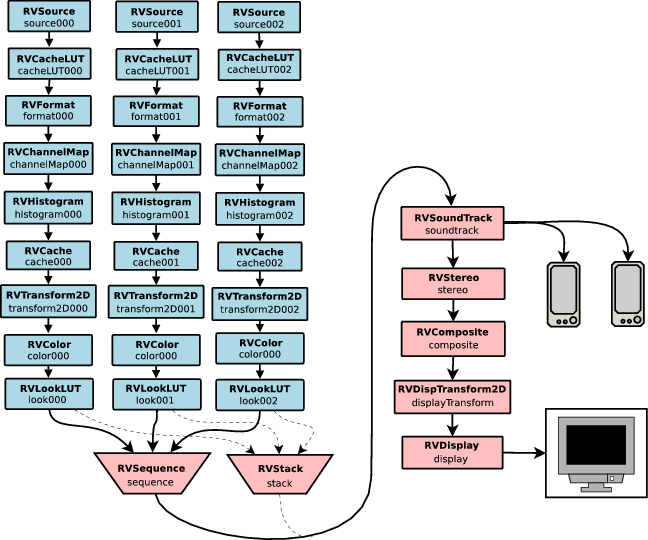 RVSource
source000
RVCacheLUT
cacheLUT000
RVFormat
format000
RVChannelMap
channelMap000
RVHistogram
histogram000
RVCache
cache000
RVTransform2D
transform2D000
RVColor
color000
RVLookLUT
look000
RVSource
source001
RVCacheLUT
cacheLUT001
RVFormat
format001
RVChannelMap
channelMap001
RVHistogram
histogram001
RVCache
cache001
RVTransform2D
transform2D001
RVColor
color000
RVLookLUT
look001
RVSource
source002
RVCacheLUT
cacheLUT002
RVFormat
format002
RVChannelMap
channelMap002
RVHistogram
histogram002
RVCache
cache002
RVTransform2D
transform2D002
RVColor
color000
RVLookLUT
look002
RVSequence
sequence
RVStack
stack
RVSoundTrack
soundtrack
RVStereo
stereo
RVComposite
composite
RVDispTransform2D
displayTransform
RVDisplay
display